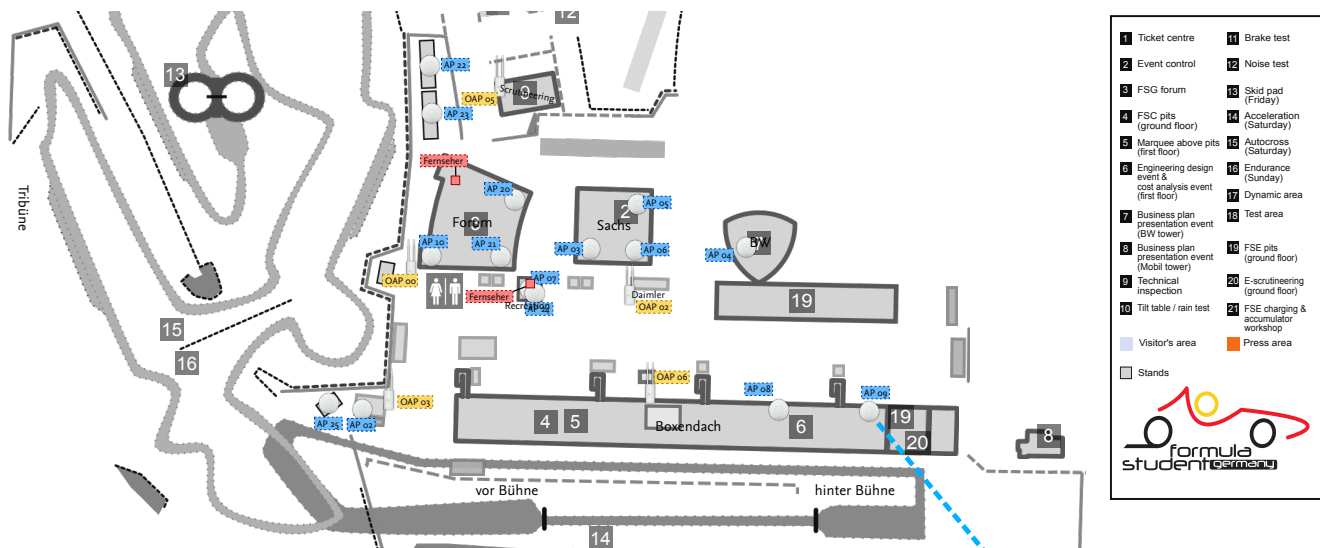 12
13
AP 22
OAP 05
Scrutineering
9
AP 23
Fernseher
Tribüne
AP 20
Forum
AP 10
AP 21
OAP 00
AP 05
2
Sachs
AP 03
AP 06
BW
AP 04
7
AP 07
Fernseher
Recreation
Daimler
OAP 02
19
15
16
OAP 03
AP 25
AP 02
OAP 06
AP 08
AP 09
4
5
Boxendach
6
19
20
8
vor Bühne
hinter Bühne
14
1 Ticket centre
2 Event control
3 FSG forum
4 FSC pits
(ground floor)
5 Marquee above pits
(first floor)
6 Engineering design
event &
cost analysis event
(first floor)
7 Business plan
presentation event
(BW tower)
8 Business plan
presentation event
(Mobil tower)
9 Technical
inspection
10 Tilt table / rain test
Visitor's area
Stands
11 Brake test
12 Noise test
13 Skid pad
(Friday)
14 Acceleration
(Saturday)
15 Autocross
(Saturday)
16 Endurance
(Sunday)
17 Dynamic area
18 Test area
19 FSE pits
(ground floor)
20 E-scrutineering
(ground floor)
21 FSE charging &
accumulator
workshop
Press area
formula
student germany